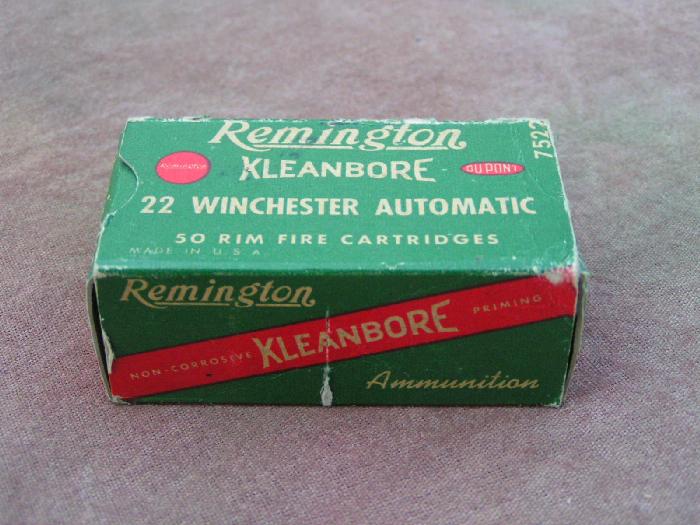 Remington
Remington
KLEANBORE
DU PONT
7522
22 WINCHESTER AUTOMATIC
50 RIM FIRE CARTRIDGES
MADE IN U.S.A
Remington
NON-CORROSIVE KLEANBORE PRIMING
Ammunition